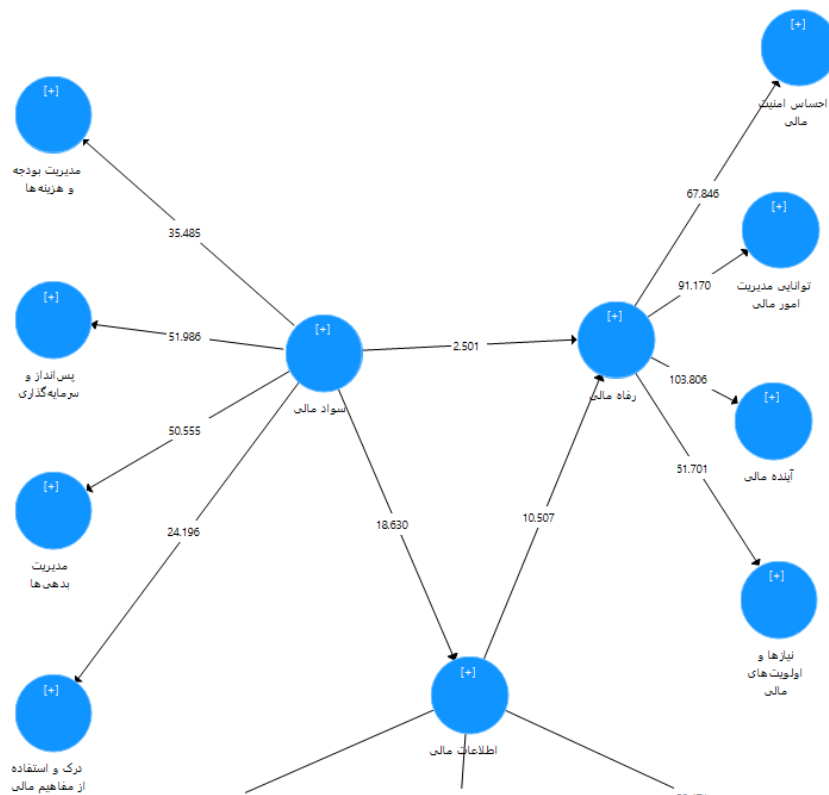 [+]
احساس امنیت
مالی
[+]
مدیریت بودجه
و هزینه‌ها
67.846
[+]
توانایی مدیریت
امور مالی
35.485
91.170
[+]
پس‌انداز و
سرمایه‌گذاری
51.986
[+]
سواد مالی
2.501
[+]
رفاه مالی
103.806
[+]
آینده مالی
50.555
51.701
[+]
مدیریت
بدهی‌ها
24.196
18.630
10.507
[+]
نیازها و
اولویت‌های
مالی
[+]
درک و استفاده
از مفاهیم مالی
[+]
اطلاعات مالی